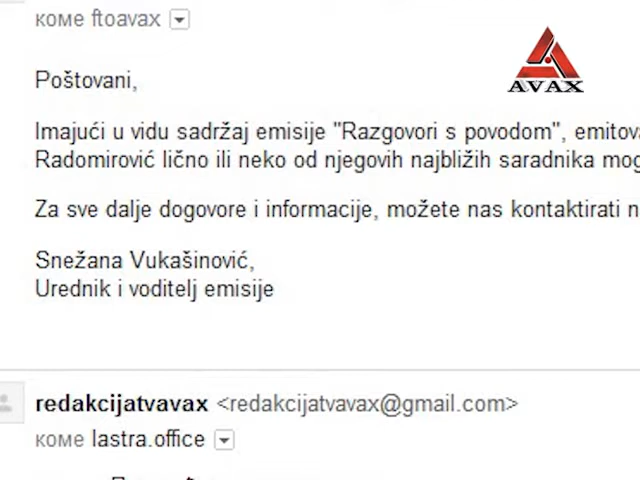 коме ftoavax
AVAX
Poštovani,
Imajući u vidu sadržaj emisije "Razgovori s povodom",
Radomirović lično ili neko od njegovih najbližih saradnika
Za sve dalje dogovore i informacije, možete nas kontaktirati
Snežana Vukašinović,
Urednik i voditelj emisije
redakcijatvavax <redakcijatvavax@gmail.com>
коме lastra.office